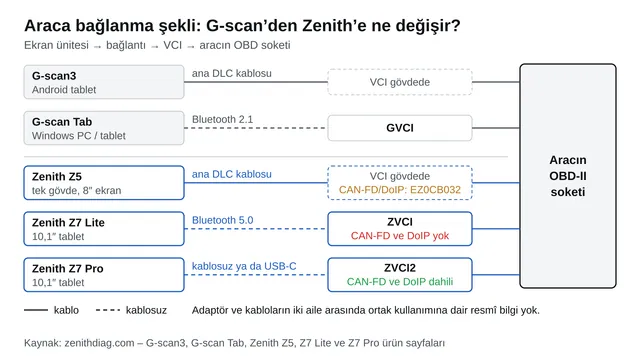 Araca bağlanma şekli: G-scan’den Zenith’e ne değişir?
Ekran ünitesi → bağlantı → VCI → aracın OBD soketi
G-scan3
Android tablet
ana DLC kablosu
VCI gövdede
G-scan Tab
Windows PC / tablet
Bluetooth 2.1
GVCI
Zenith Z5
tek gövde, 8″ ekran
ana DLC kablosu
VCI gövdede
CAN-FD/DoIP: EZ0CB032
Zenith Z7 Lite
10,1″ tablet
Bluetooth 5.0
ZVCI
CAN-FD ve DoIP yok
Zenith Z7 Pro
10,1″ tablet
kablosuz ya da USB-C
ZVCI2
CAN-FD ve DoIP dahili
Aracın
OBD-II
soketi
kablo
kablosuz
Adaptör ve kabloların iki aile arasında ortak kullanımına dair resmî bilgi yok.
Kaynak: zenithdiag.com – G-scan3, G-scan Tab, Zenith Z5, Z7 Lite ve Z7 Pro ürün sayfaları